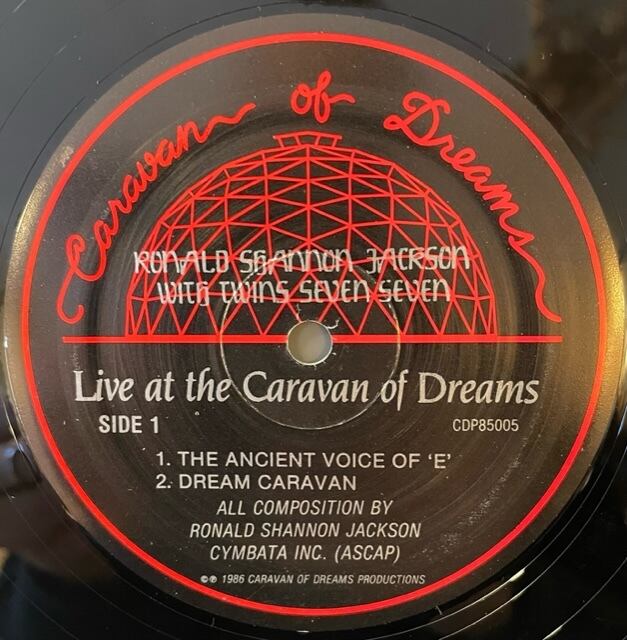 Caravan of Dreams
RONALD SHANNON JACKSON
WITH TWINS SEVEN SEVEN
Live at the Caravan of Dreams
SIDE 1
CDP85005
1. THE ANCIENT VOICE OF ‘E’
2. DREAM CARAVAN
ALL COMPOSITION BY
RONALD SHANNON JACKSON
CYMBATA INC. (ASCAP)
©℗ 1986 CARAVAN OF DREAMS PRODUCTIONS